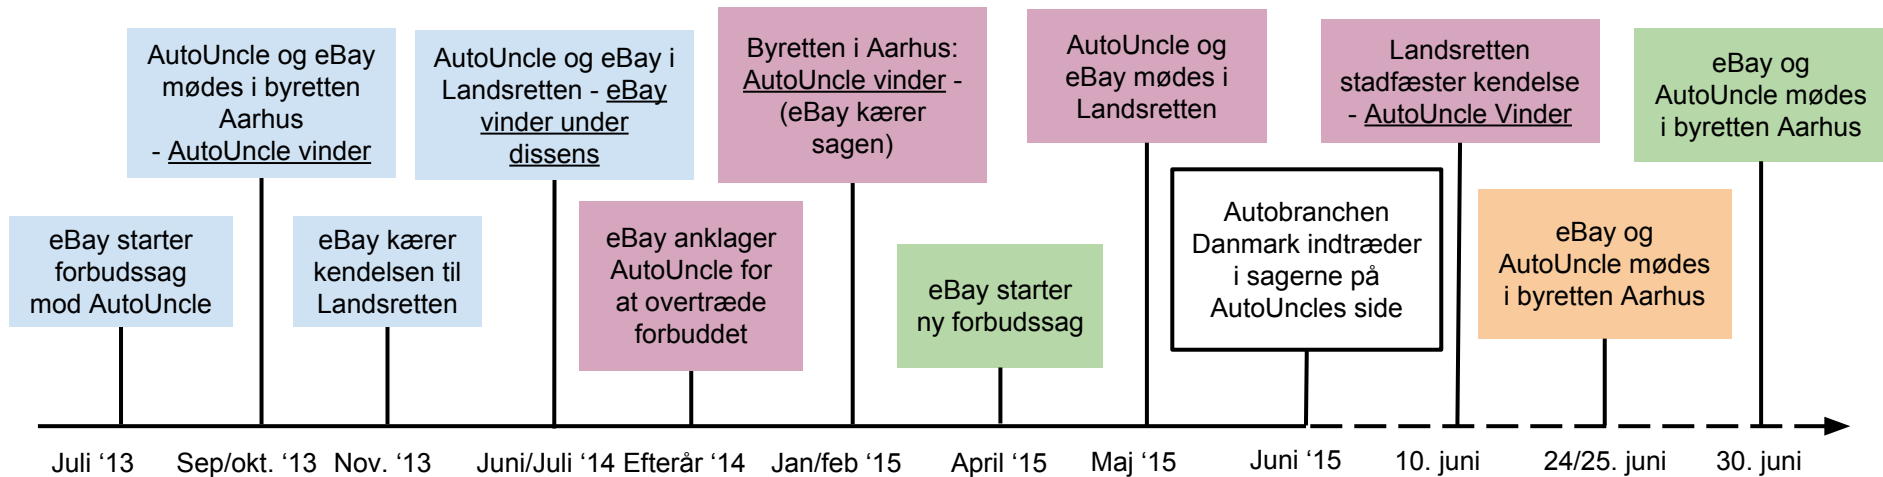 AutoUncle og eBay
mødes i byretten
Aarhus
- AutoUncle vinder
AutoUncle og eBay i
Landsretten - eBay
vinder under
dissens
Byretten i Aarhus:
AutoUncle vinder -
(eBay kærer
sagen)
AutoUncle og
eBay mødes i
Landsretten
Landsretten
stadfæster kendelse
- AutoUncle Vinder
eBay og
AutoUncle mødes
i byretten Aarhus
eBay starter
forbudssag
mod AutoUncle
eBay kærer
kendelsen til
Landsretten
eBay anklager
AutoUncle for
at overtræde
forbuddet
eBay starter
ny forbudssag
Autobranchen
Danmark indtræder
i sagerne på
AutoUncles side
eBay og
AutoUncle mødes
i byretten Aarhus
Juli ‘13
Sep/okt. ‘13
Nov. ‘13
Juni/Juli ‘14
Efterår ‘14
Jan/feb ‘15
April ‘15
Maj ‘15
Juni ‘15
10. juni
24/25. juni
30. juni